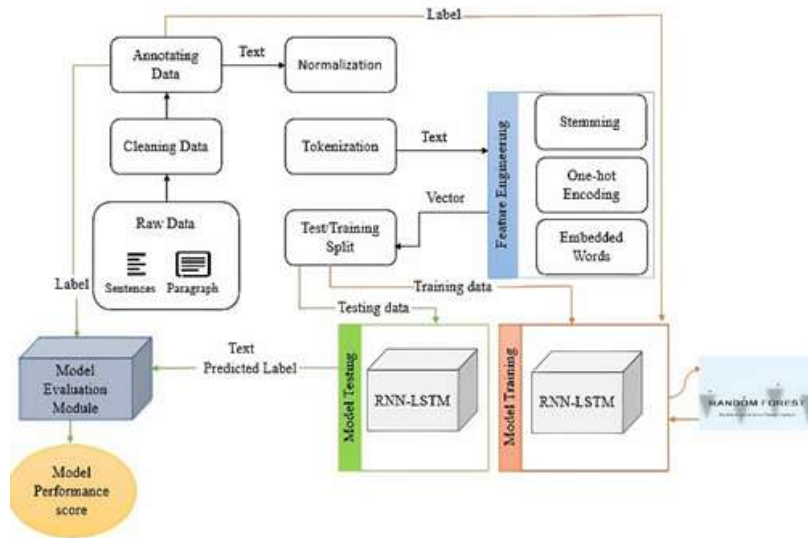 Label
Annotating
Data
Text
Normalization
Cleaning Data
Tokenization
Text
Feature Engineering
Stemming
One-hot
Encoding
Embedded
Words
Vector
Raw Data
Sentences
Paragraph
Test/Training
Split
Label
Training data
Testing data
Model
Evaluation
Module
Text
Predicted Label
Model Testing
RNN-LSTM
Model Training
RNN-LSTM
RANDOM FOREST
Model
Performance
score